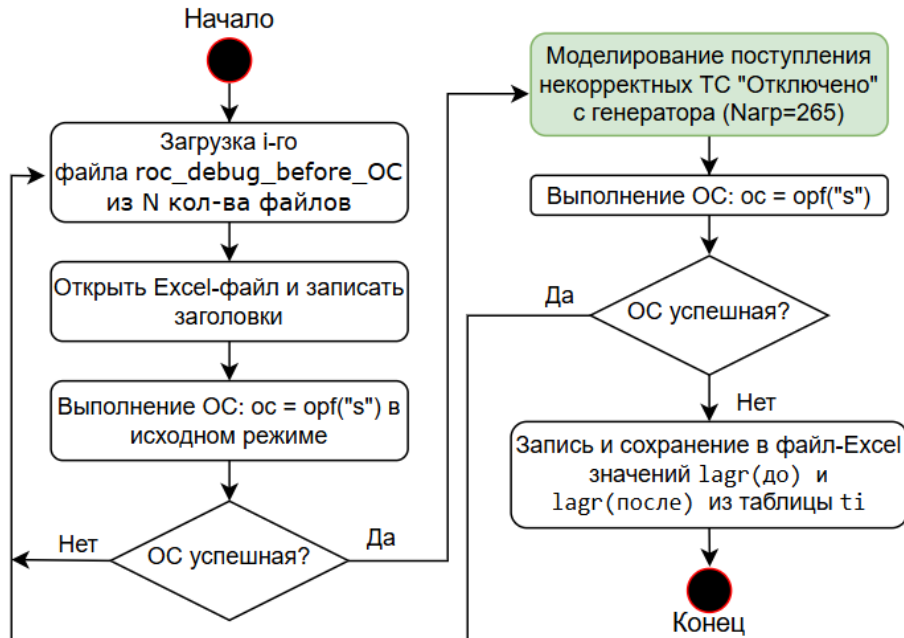 Начало
Загрузка i-го
файла roc_debug_before_OC
из N кол-ва файлов
Открыть Excel-файл и записать
заголовки
Выполнение ОС: oc = opf("s") в
исходном режиме
Нет
ОС успешная?
Да
Моделирование поступления
некорректных ТС "Отключено"
с генератора (Nагр=265)
Выполнение ОС: oc = opf("s")
Да
ОС успешная?
Нет
Запись и сохранение в файл-Excel
значений lagr(до) и
lagr(после) из таблицы ti
Конец